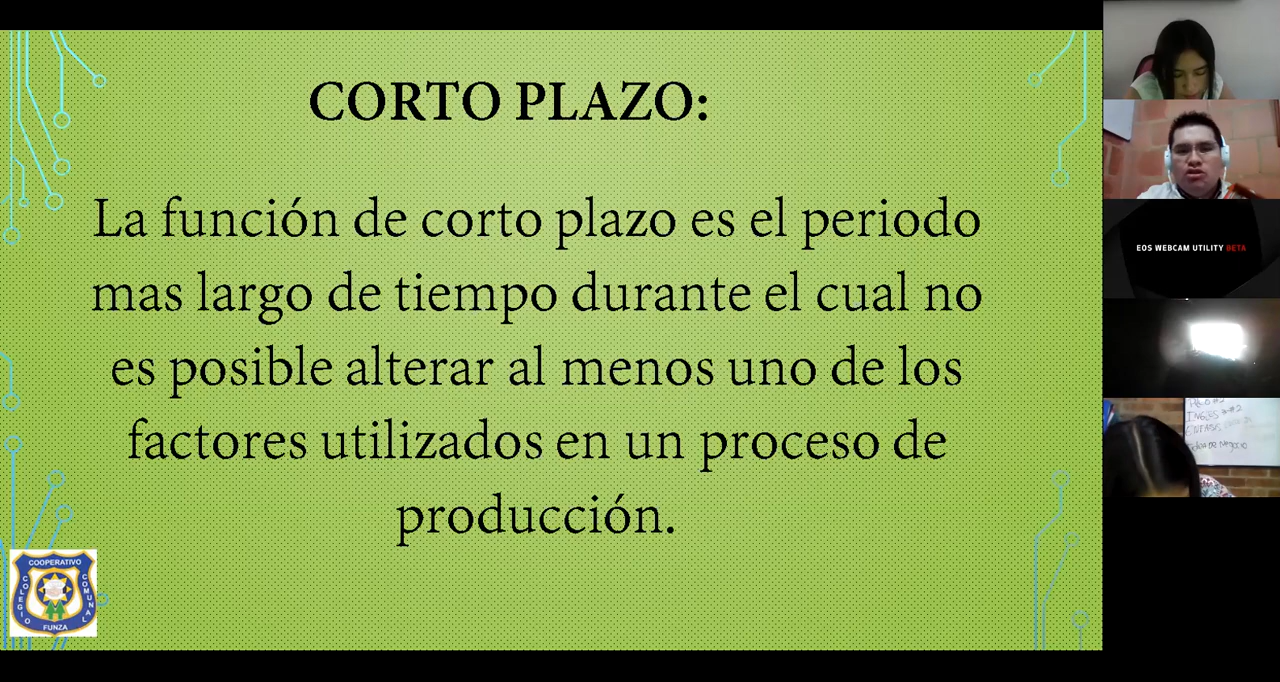 CORTO PLAZO:
La función de corto plazo es el periodo
mas largo de tiempo durante el cual no
es posible alterar al menos uno de los
factores utilizados en un proceso de
producción.
COOPERATIVO
COLEGIO
COMUNAL
FUNZA
EOS WEBCAM UTILITY BETA
INGLES